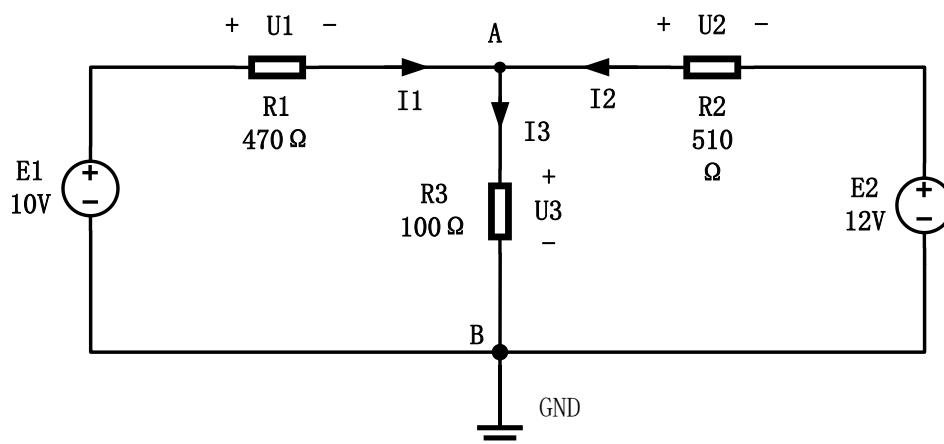 + U1 −
A
+ U2 −
I1
I2
R1
470Ω
R2
510
Ω
I3
E1
10V
+
−
R3
100Ω
+
U3
−
E2
12V
+
−
B
GND